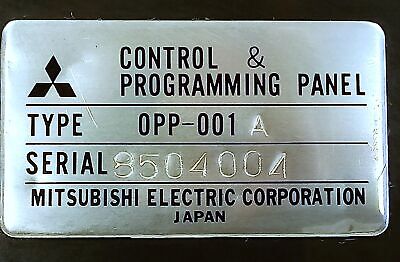 CONTROL &
PROGRAMMING PANEL
TYPE OPP-001 A
SERIAL 8504004
MITSUBISHI ELECTRIC CORPORATION
JAPAN